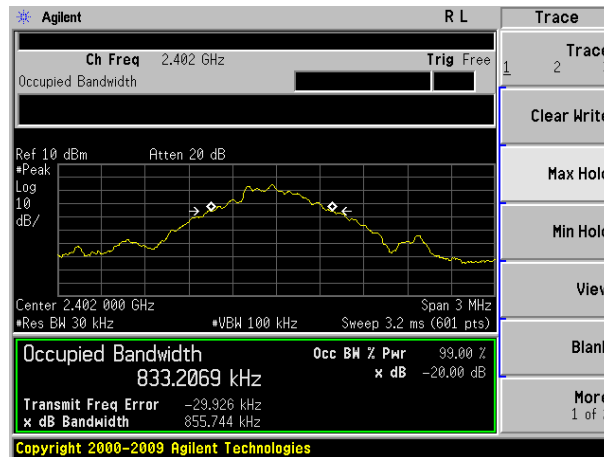 Agilent R L Trace
Ch Freq 2.402 GHz Trig Free
Occupied Bandwidth
Trace
1 2
Clear Write
Max Hold
Min Hold
View
Blank
More
1 of
Ref 10 dBm Atten 20 dB
#Peak
Log
10
dB/
Center 2.402 000 GHz Span 3 MHz
#Res BW 30 kHz #VBW 100 kHz Sweep 3.2 ms (601 pts)
Occupied Bandwidth Occ BW % Pwr 99.00 %
833.2069 kHz x dB -20.00 dB
Transmit Freq Error -29.926 kHz
x dB Bandwidth 855.744 kHz
Copyright 2000-2009 Agilent Technologies